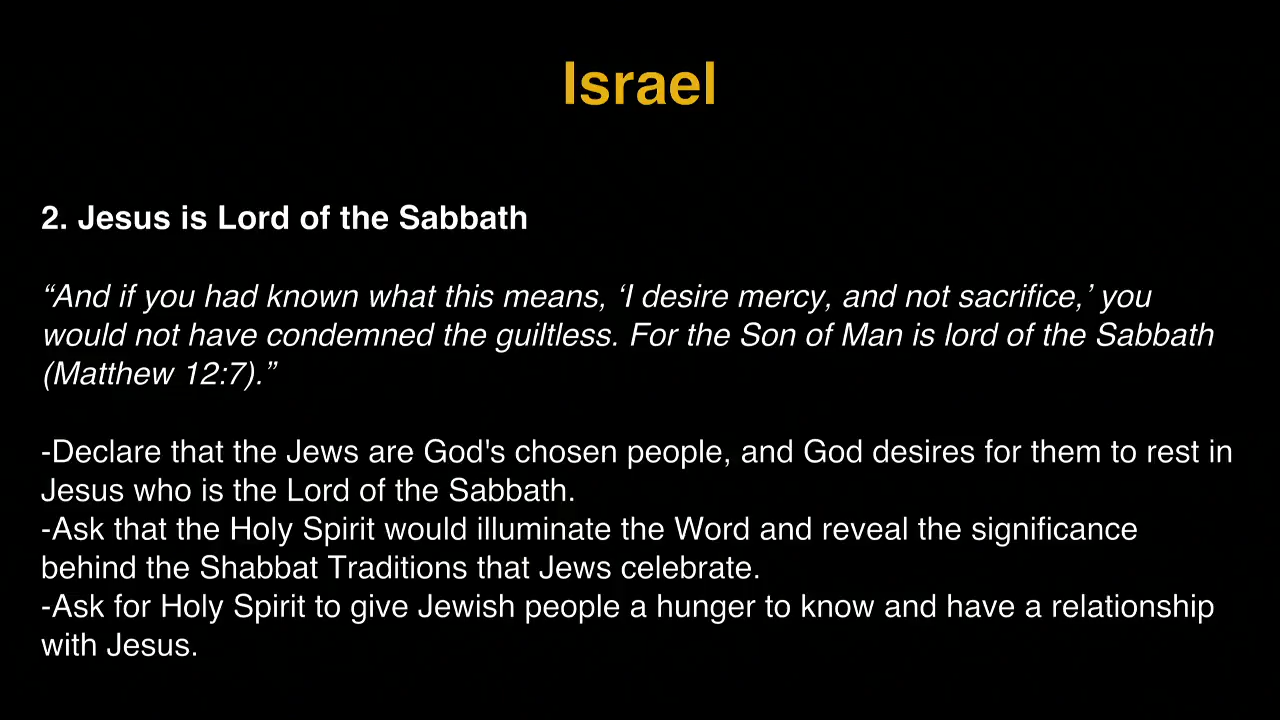 Israel
2. Jesus is Lord of the Sabbath
“And if you had known what this means, ‘I desire mercy, and not sacrifice,’ you
would not have condemned the guiltless. For the Son of Man is lord of the Sabbath
(Matthew 12:7).”
-Declare that the Jews are God's chosen people, and God desires for them to rest in
Jesus who is the Lord of the Sabbath.
-Ask that the Holy Spirit would illuminate the Word and reveal the significance
behind the Shabbat Traditions that Jews celebrate.
-Ask for Holy Spirit to give Jewish people a hunger to know and have a relationship
with Jesus.